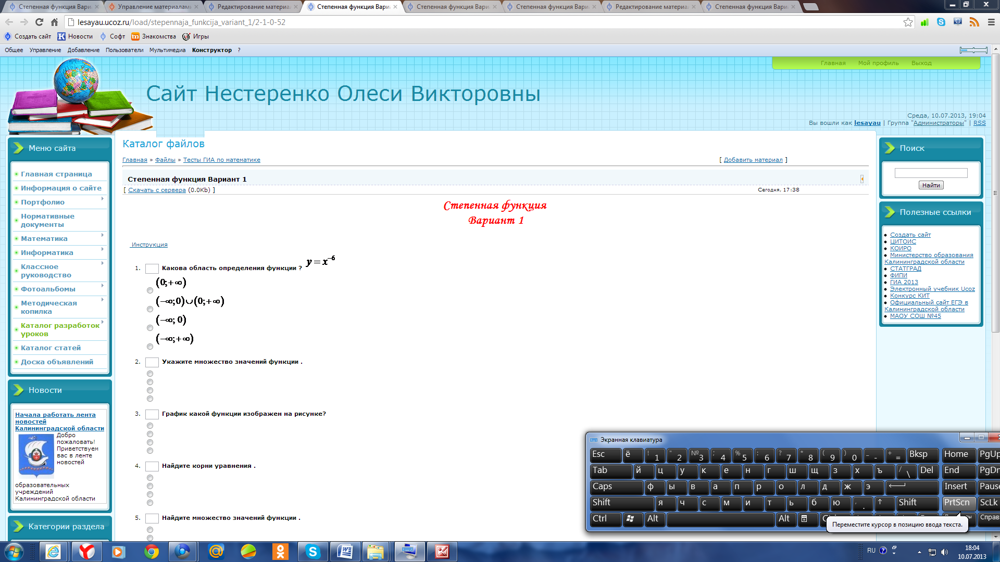 Степенная функция Вари
Управление материалами
Редактирование материал
Степенная функция Вари
Степенная функция Вари
Степенная функция Вари
Редактирование материал
Степенная функция Вари
lesayau.ucoz.ru/load/stepennaja_funkcija_variant_1/2-1-0-52
Создать сайт Новости Софт Знакомства Игры
Общее Управление Добавление Пользователи Мультимедиа Конструктор ?
Главная Мой профиль Выход
Сайт Нестеренко Олеси Викторовны
Среда, 10.07.2013, 19:04
Вы вошли как lesayau | Группа "Администраторы" | RSS
Меню сайта
Главная страница
Информация о сайте
Портфолио
Нормативные
документы
Математика
Информатика
Классное
руководство
Фотоальбомы
Методическая
копилка
Каталог разработок
уроков
Каталог статей
Доска объявлений
Новости
Начала работать лента
новостей
Калининградской области
Добро
пожаловать!
Приветствуем
вас в ленте
новостей
образовательных
учреждений
Калининградской области
Категории раздела
Каталог файлов
Главная » Файлы » Тесты ГИА по математике [ Добавить материал ]
Степенная функция Вариант 1
[ Скачать с сервера (0.0Kb) ] Сегодня, 17:38
Степенная функция
Вариант 1
Инструкция
1. Какова область определения функции ? y = x⁻⁶
(0;+∞)
(−∞;0)∪(0;+∞)
(−∞; 0)
(−∞;+∞)
2. Укажите множество значений функции .
3. График какой функции изображен на рисунке?
4. Найдите корни уравнения .
5. Найдите множество значений функции .
Поиск
Найти
Полезные ссылки
Создать сайт
ЦИТОИС
КОИРО
Министерство образования
Калининградской области
СТАТГРАД
ФИПИ
ГИА 2013
Электронный учебник Ucoz
Конкурс КИТ
Официальный сайт ЕГЭ в
Калининградской области
МАОУ СОШ №45
Экранная клавиатура
Esc ё ! 1 " 2 № 3 ; 4 % 5 : 6 ? 7 * 8 ( 9 ) 0 _ - + = Bksp Home PgUp
Tab й ц у к е н г ш щ з х ъ / \ Del End PgDn
Caps ф ы в а п р о л д ж э Insert Pause
Shift я ч с м и т ь б ю , . ↑ Shift PrtScn ScLk
Ctrl Alt Alt Справ
Переместите курсор в позицию ввода текста.
RU
18:04
10.07.2013